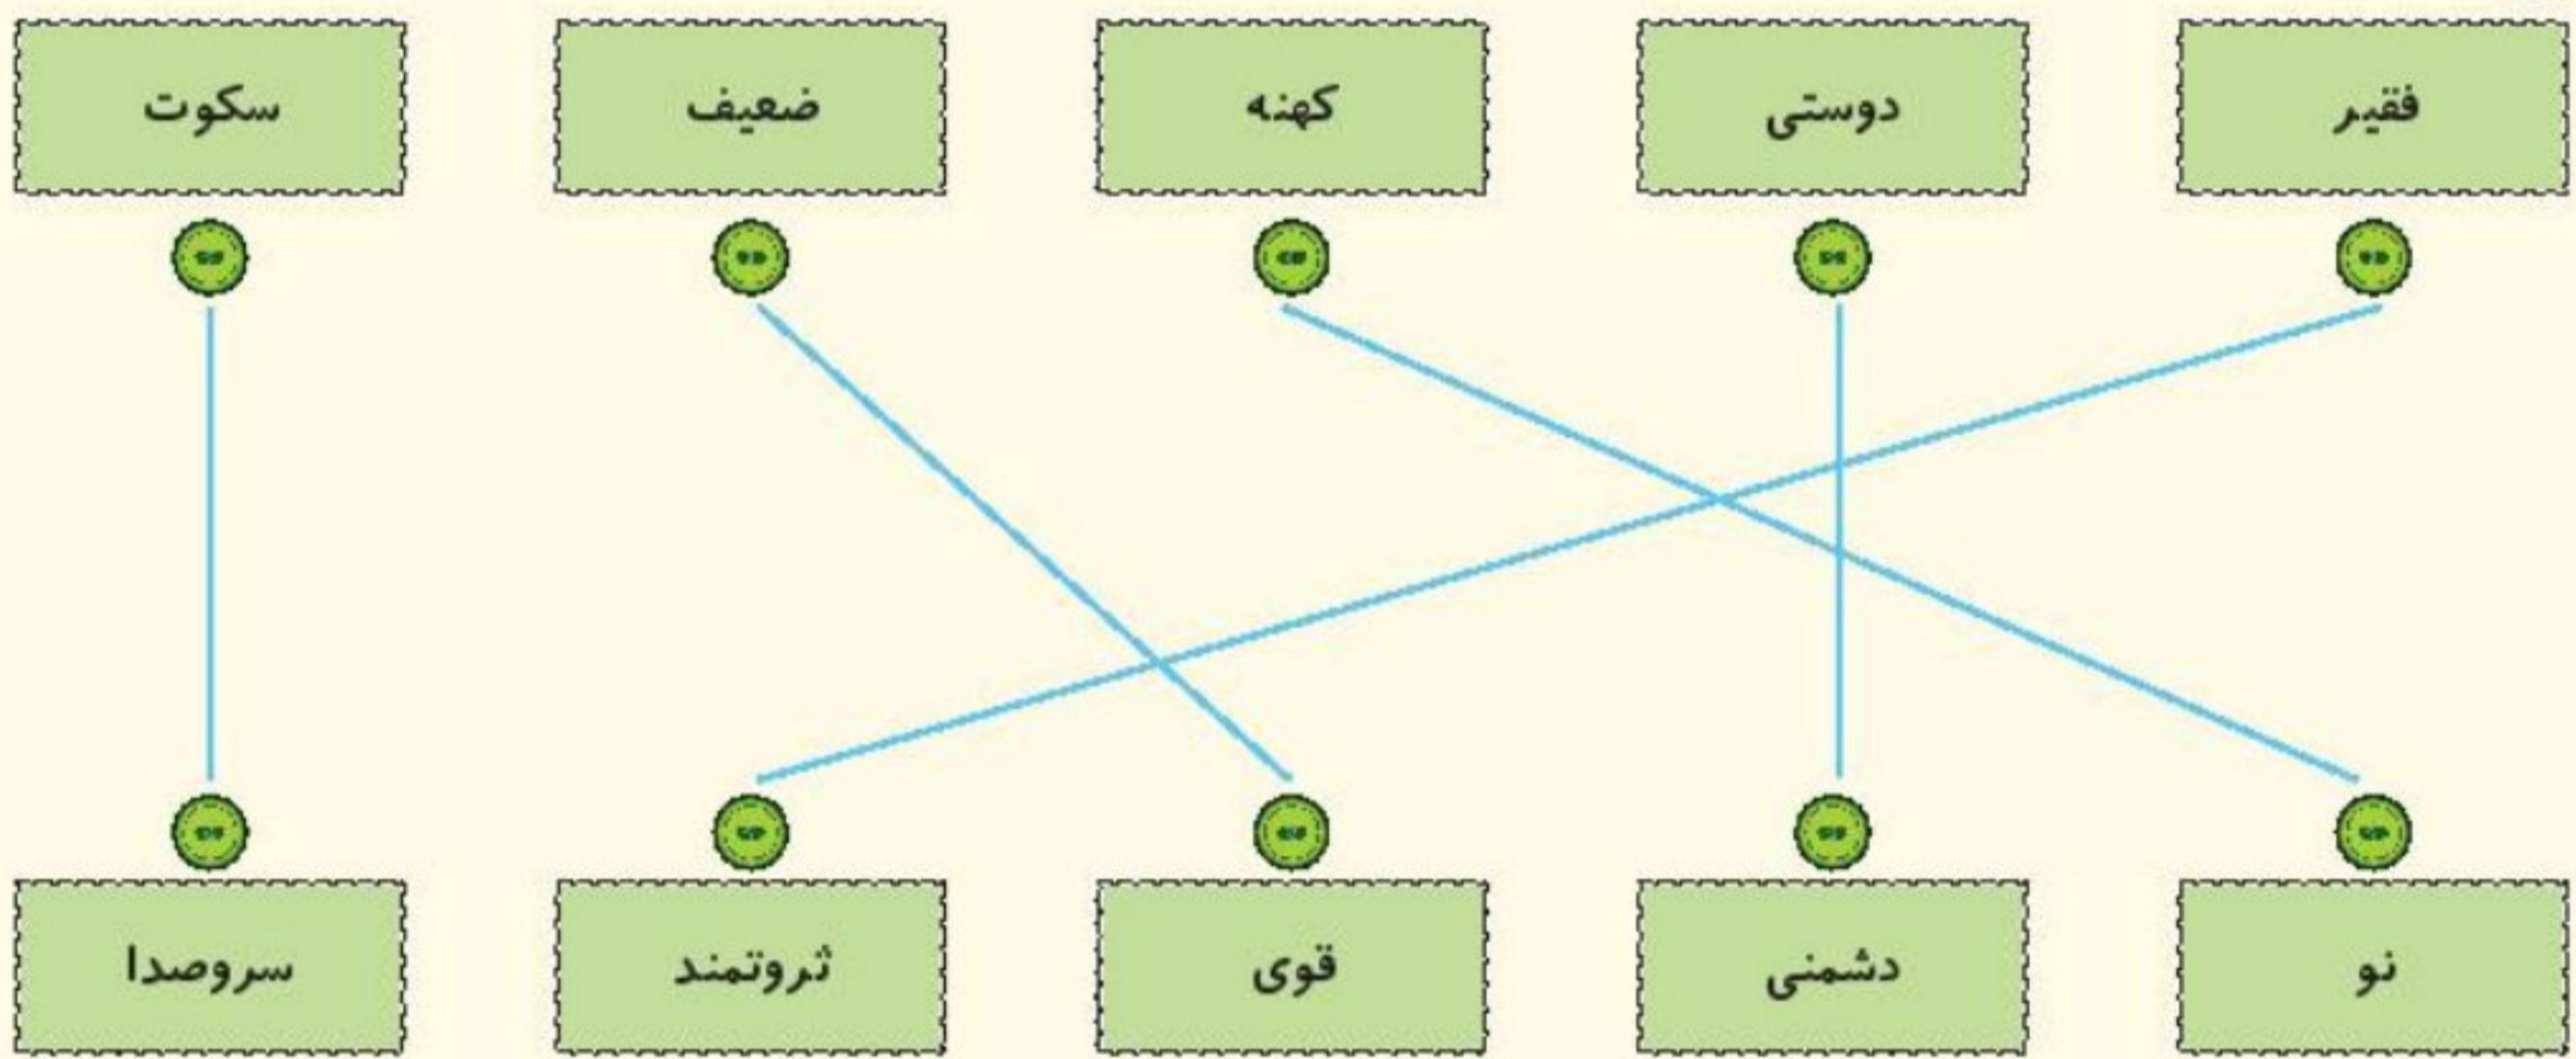 فقیر
دوستی
کهنه
ضعیف
سکوت
نو
دشمنی
قوی
ثروتمند
سروصدا